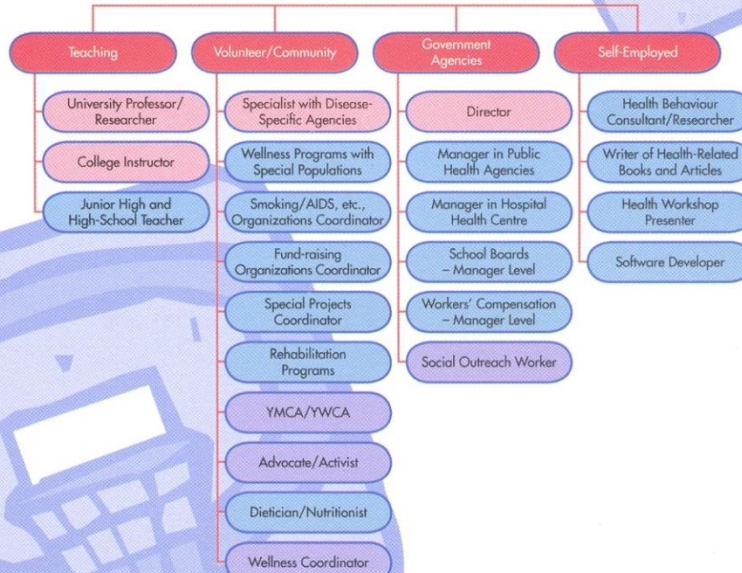 Teaching
University Professor/
Researcher
College Instructor
Junior High and
High-School Teacher
Volunteer/Community
Specialist with Disease-
Specific Agencies
Wellness Programs with
Special Populations
Smoking/AIDS, etc.,
Organizations Coordinator
Fund-raising
Organizations Coordinator
Special Projects
Coordinator
Rehabilitation
Programs
YMCA/YWCA
Advocate/Activist
Dietician/Nutritionist
Wellness Coordinator
Government
Agencies
Director
Manager in Public
Health Agencies
Manager in Hospital
Health Centre
School Boards
– Manager Level
Workers' Compensation
– Manager Level
Social Outreach Worker
Self-Employed
Health Behaviour
Consultant/Researcher
Writer of Health-Related
Books and Articles
Health Workshop
Presenter
Software Developer